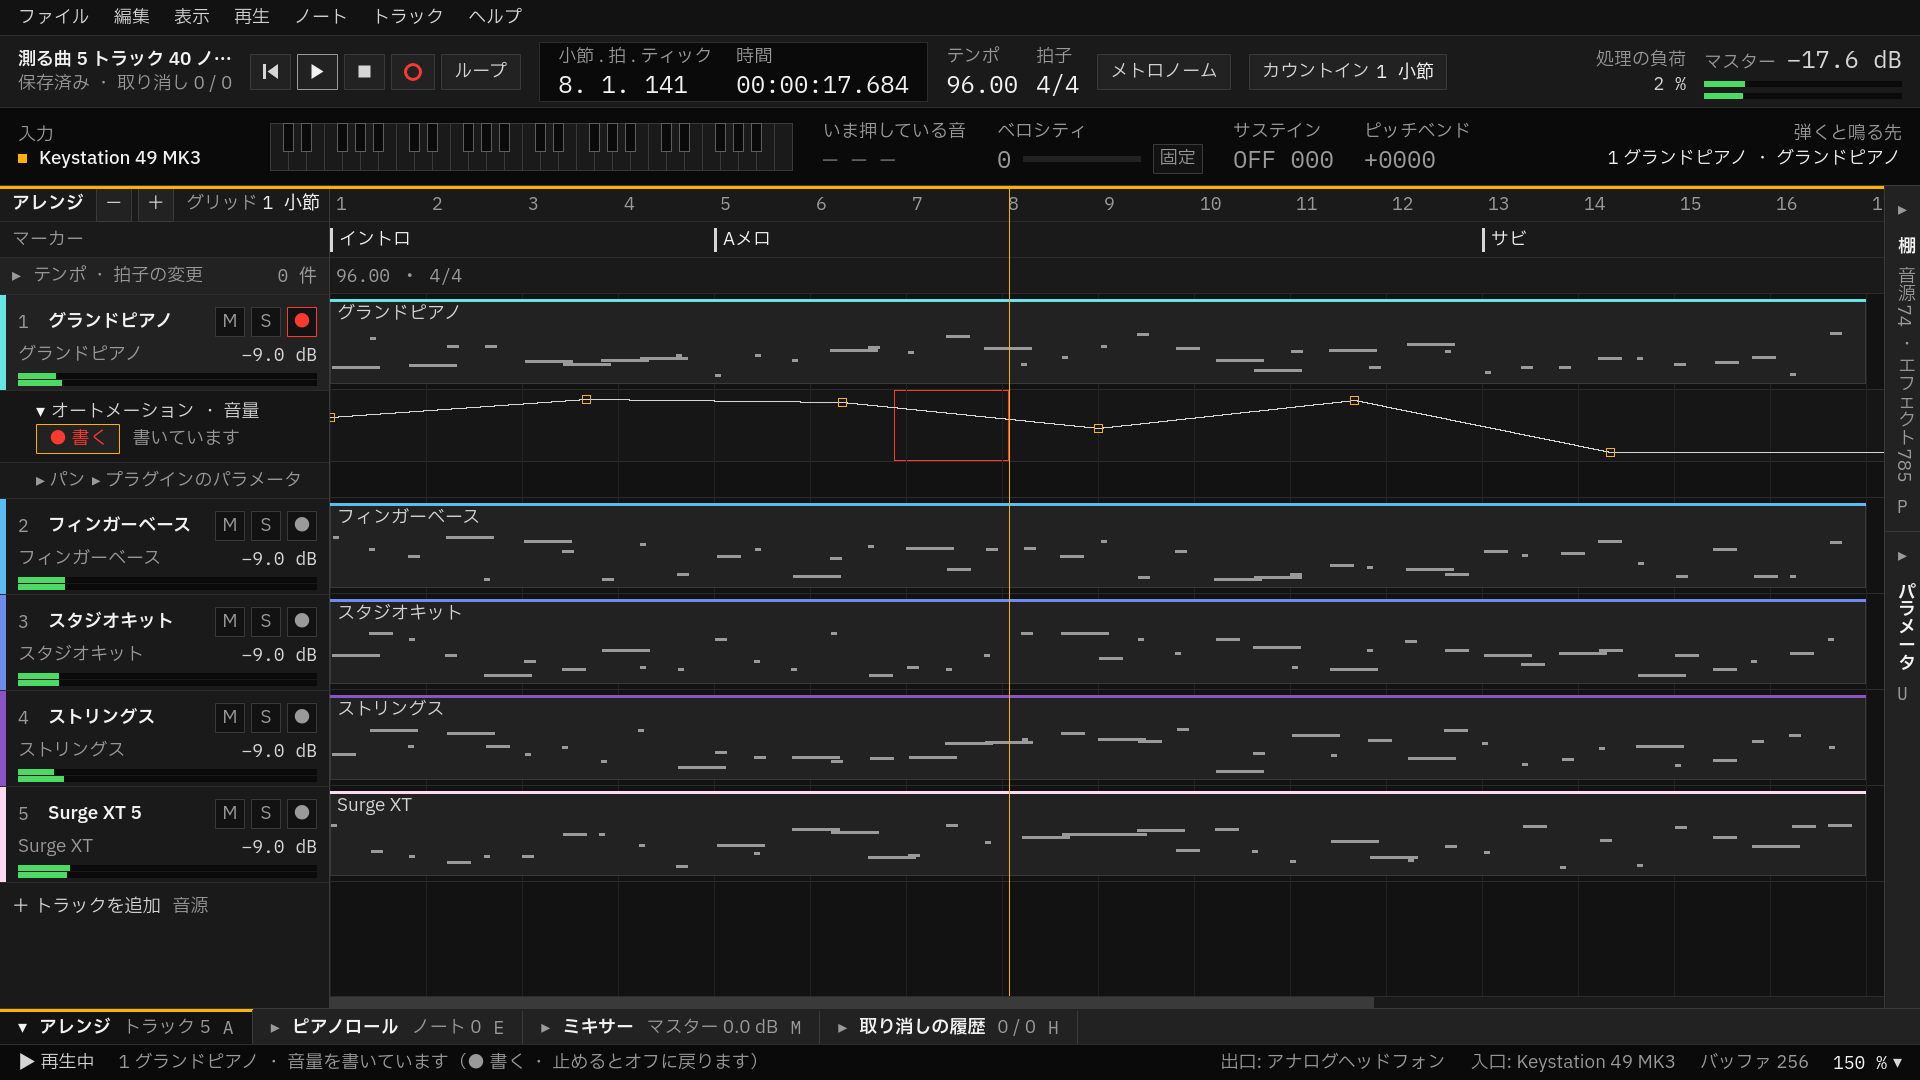 ファイル 編集 表示 再生 ノート トラック ヘルプ
測る曲 5 トラック 40 ノ…
保存済み ・ 取り消し 0 / 0
ループ
小節 . 拍 . ティック 時間
8. 1. 141 00:00:17.684
テンポ 拍子
96.00 4/4
メトロノーム
カウントイン 1 小節
処理の負荷
2 %
マスター −17.6 dB
入力
Keystation 49 MK3
いま押している音
— — —
ベロシティ
0 固定
サステイン
OFF 000
ピッチベンド
+0000
弾くと鳴る先
1 グランドピアノ ・ グランドピアノ
アレンジ − + グリッド 1 小節
1 2 3 4 5 6 7 8 9 10 11 12 13 14 15 16 1
マーカー
イントロ Aメロ サビ
▸ テンポ ・ 拍子の変更 0 件
96.00 ・ 4/4
1 グランドピアノ M S
グランドピアノ −9.0 dB
グランドピアノ
▾ オートメーション ・ 音量
● 書く 書いています
▸ パン ▸ プラグインのパラメータ
2 フィンガーベース M S
フィンガーベース −9.0 dB
フィンガーベース
3 スタジオキット M S
スタジオキット −9.0 dB
スタジオキット
4 ストリングス M S
ストリングス −9.0 dB
ストリングス
5 Surge XT 5 M S
Surge XT −9.0 dB
Surge XT
+ トラックを追加 音源
▸ 棚 音源 74 ・ エフェクト 785 P
▸ パラメータ U
▾ アレンジ トラック 5 A
▸ ピアノロール ノート 0 E
▸ ミキサー マスター 0.0 dB M
▸ 取り消しの履歴 0 / 0 H
▶ 再生中 1 グランドピアノ ・ 音量を書いています（● 書く ・ 止めるとオフに戻ります）
出口: アナログヘッドフォン 入口: Keystation 49 MK3 バッファ 256 150 % ▾